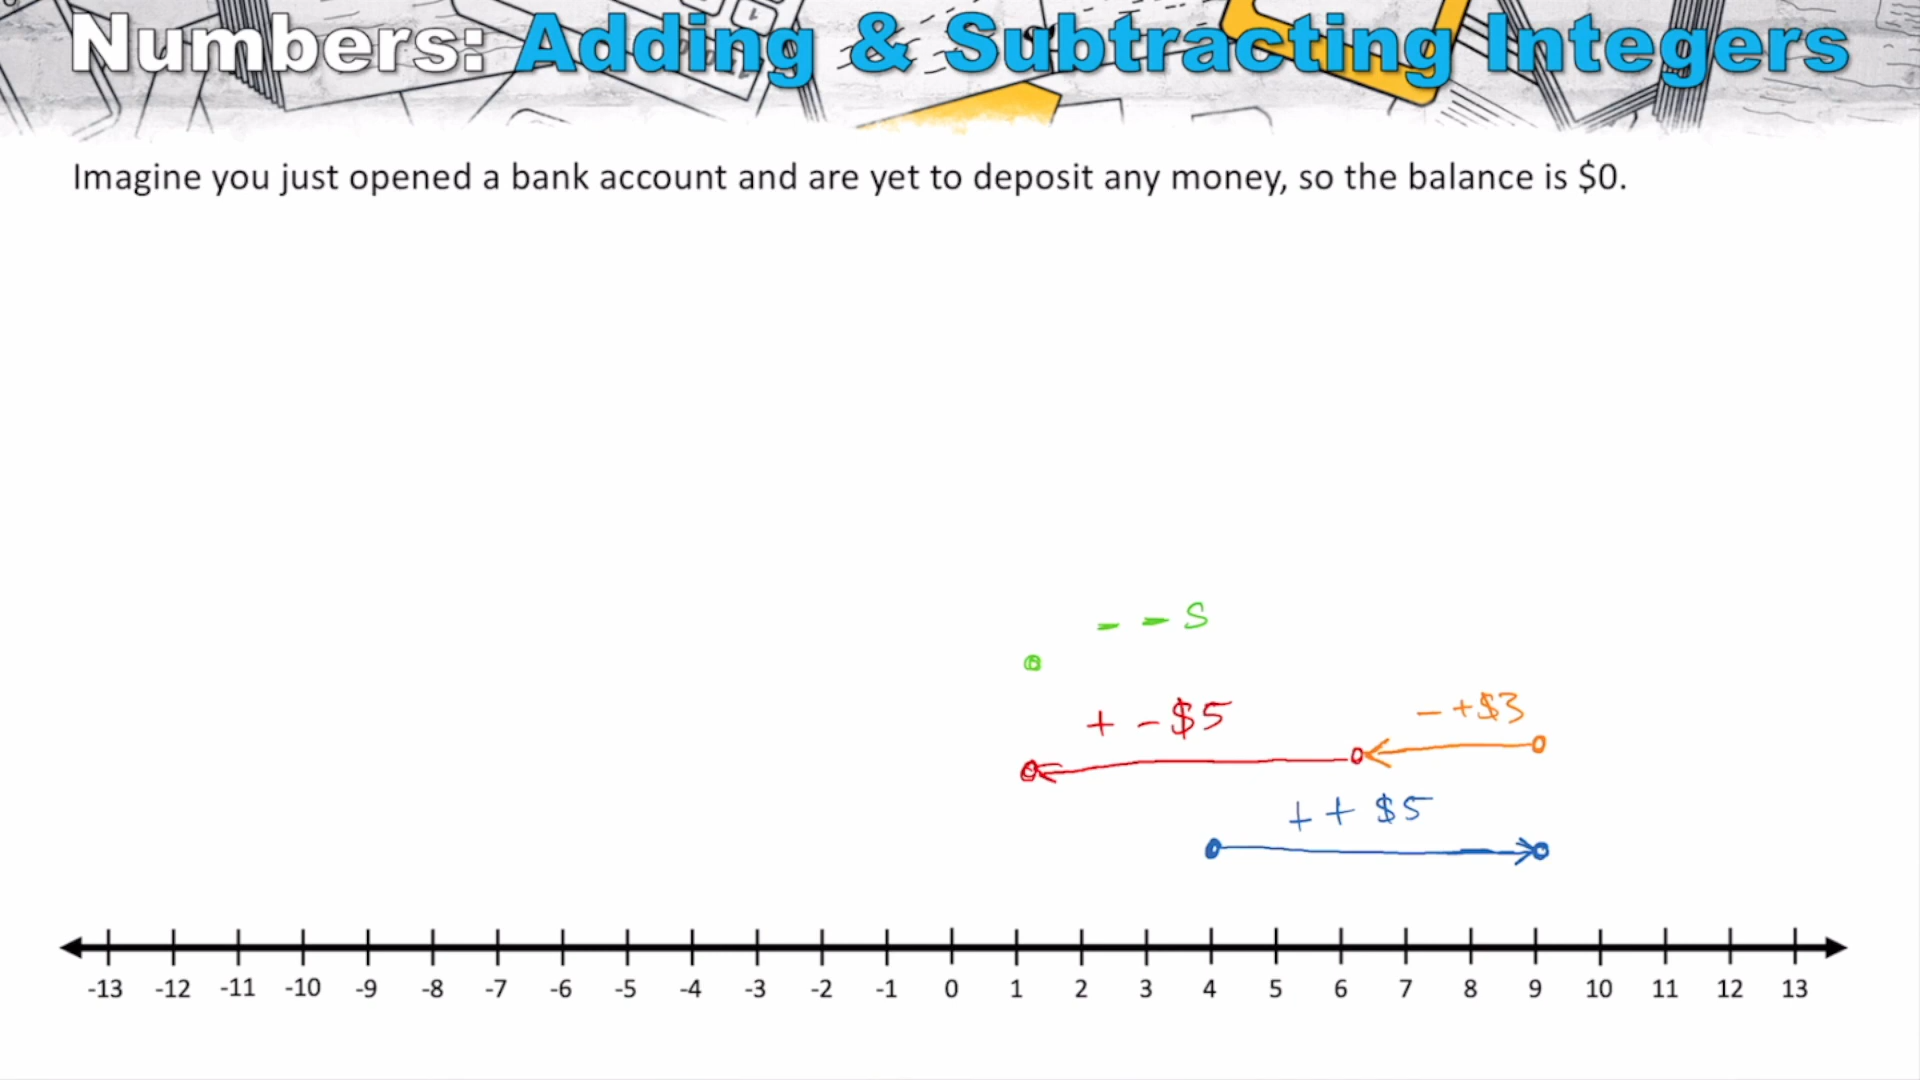 Numbers: Adding & Subtracting Integers
Imagine you just opened a bank account and are yet to deposit any money, so the balance is $0.
- - S
+ - $5
- +$3
+ + $5
-13 -12 -11 -10 -9 -8 -7 -6 -5 -4 -3 -2 -1 0 1 2 3 4 5 6 7 8 9 10 11 12 13